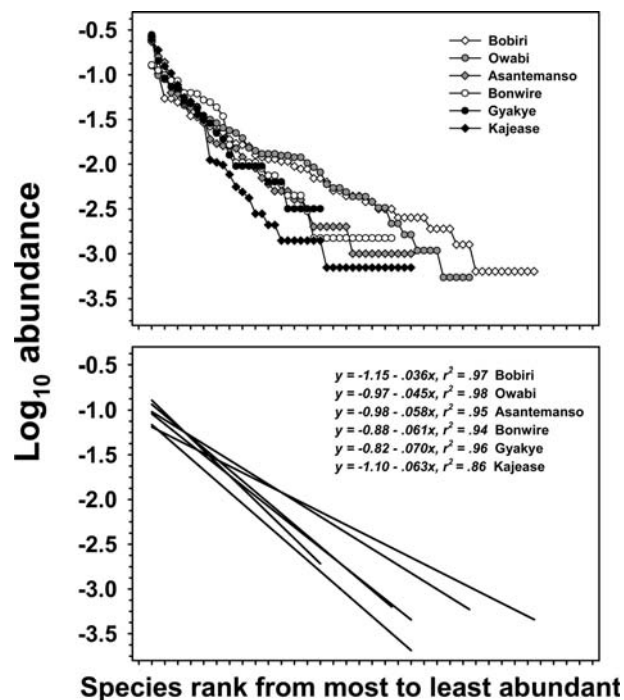 -0.5
-1.0
-1.5
-2.0
-2.5
-3.0
-3.5
Bobiri
Owabi
Asantemanso
Bonwire
Gyakye
Kajease
Log10 abundance
-0.5
-1.0
-1.5
-2.0
-2.5
-3.0
-3.5
y = -1.15 - .036x, r² = .97 Bobiri
y = -0.97 - .045x, r² = .98 Owabi
y = -0.98 - .058x, r² = .95 Asantemanso
y = -0.88 - .061x, r² = .94 Bonwire
y = -0.82 - .070x, r² = .96 Gyakye
y = -1.10 - .063x, r² = .86 Kajease
Species rank from most to least abundant